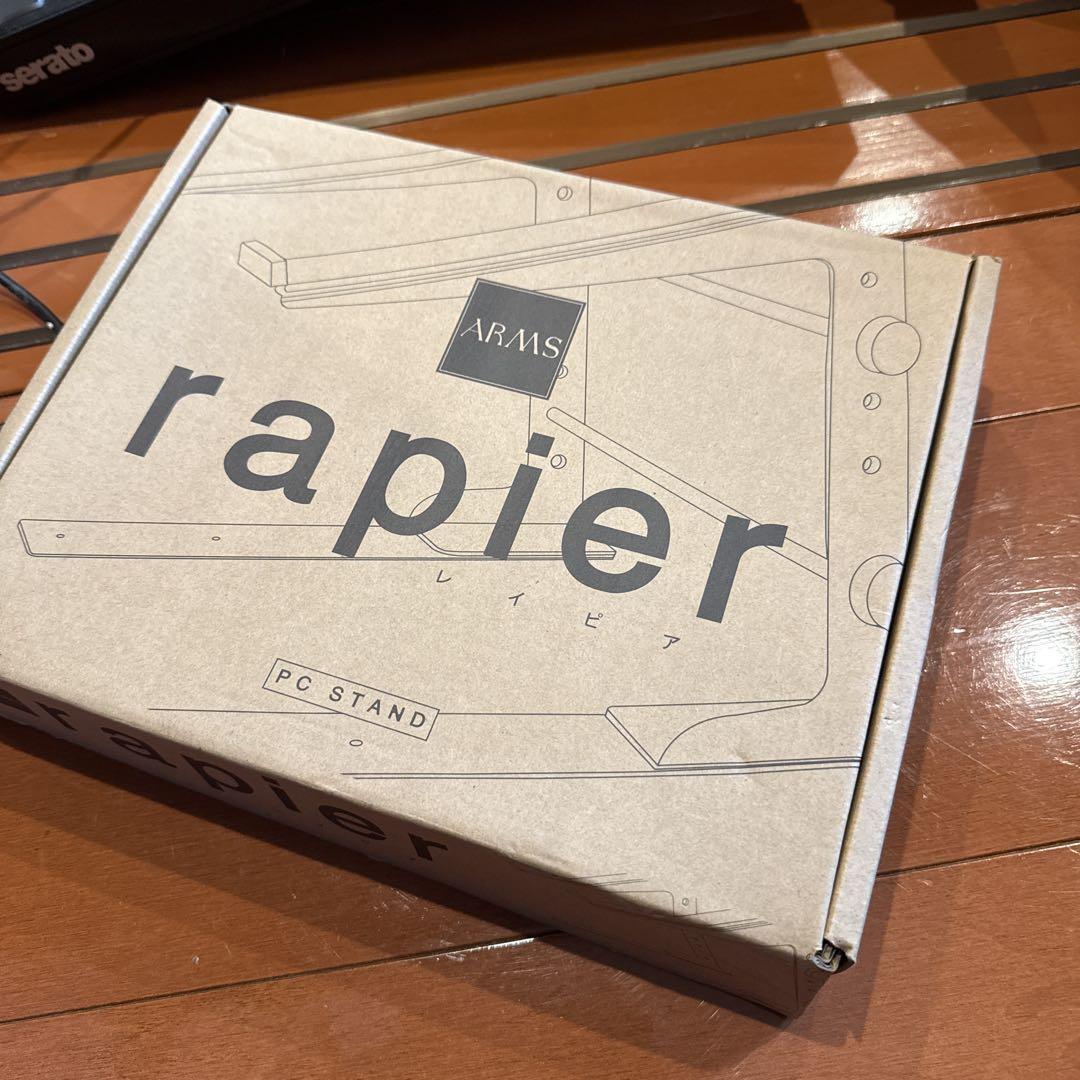 serato
ARMS
rapier
レイピア
PC STAND
rapier